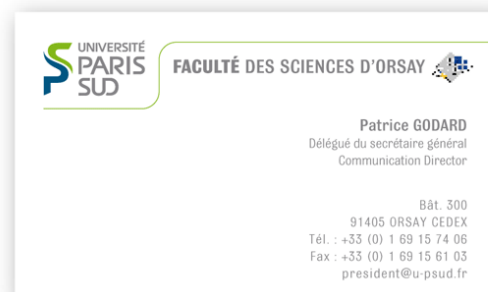 UNIVERSITÉ
PARIS
SUD
FACULTÉ DES SCIENCES D'ORSAY
Patrice GODARD
Délégué du secrétaire général
Communication Director
Bât. 300
91405 ORSAY CEDEX
Tél. : +33 (0) 1 69 15 74 06
Fax : +33 (0) 1 69 15 61 03
president@u-psud.fr